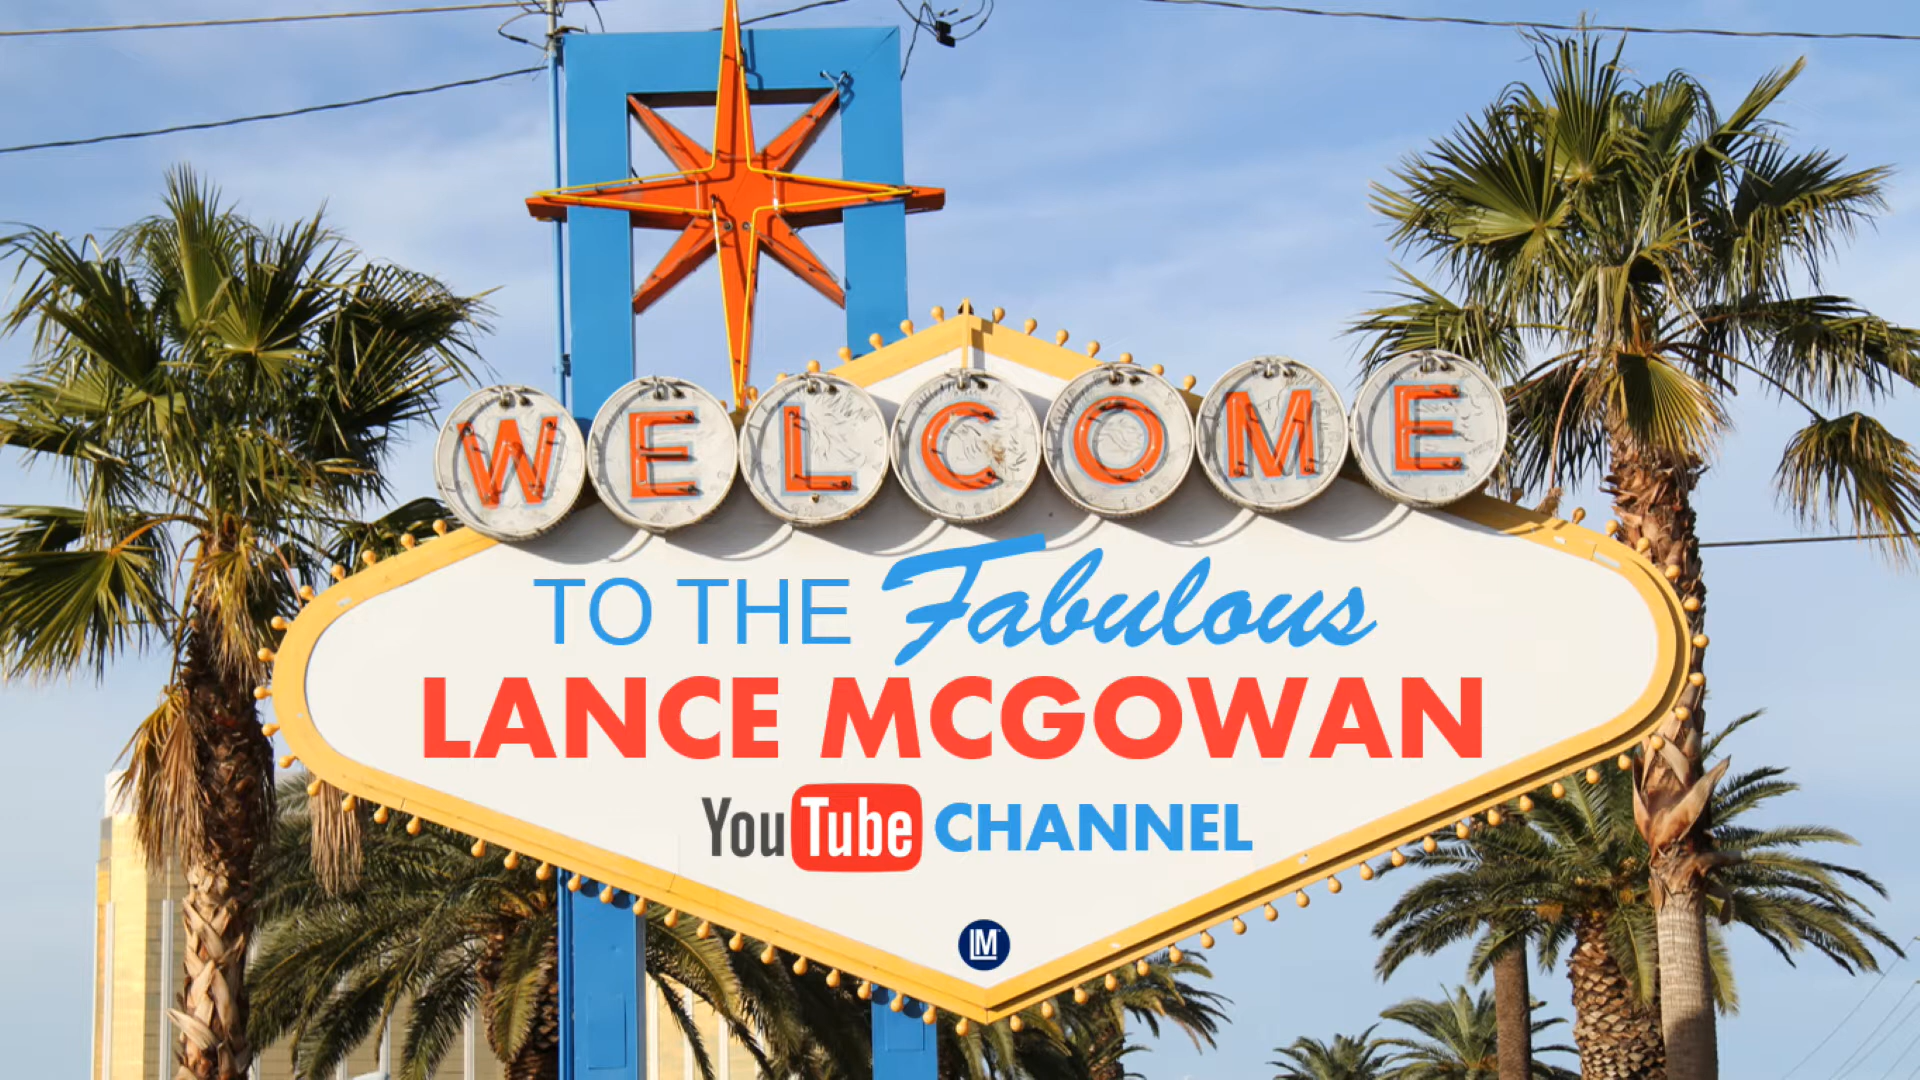 WELCOME
TO THE Fabulous
LANCE MCGOWAN
YouTube CHANNEL
LM